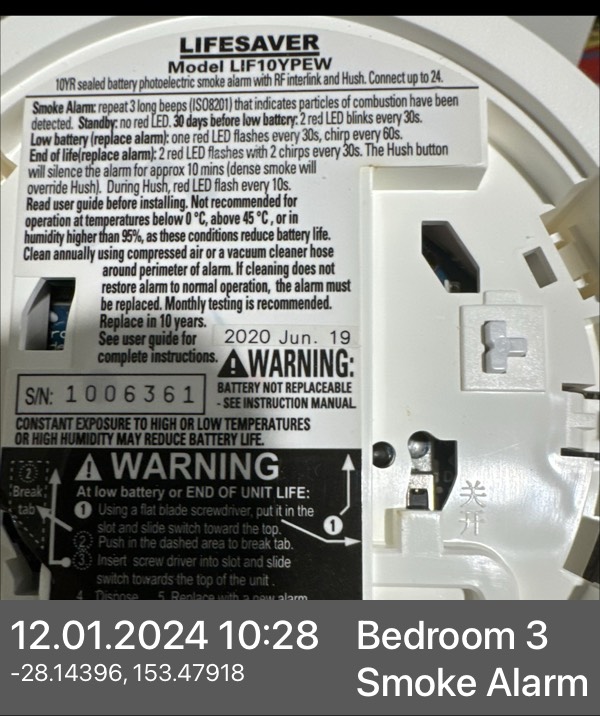 LIFESAVER
Model LIF10YPEW
10YR sealed battery photoelectric smoke alarm with RF interlink and Hush. Connect up to 24.
Smoke Alarm: repeat 3 long beeps (ISO8201) that indicates particles of combustion have been
detected. Standby: no red LED. 30 days before low battery: 2 red LED blinks every 30s.
Low battery (replace alarm): one red LED flashes every 30s, chirp every 60s.
End of life(replace alarm): 2 red LED flashes with 2 chirps every 30s. The Hush button
will silence the alarm for approx 10 mins (dense smoke will
override Hush). During Hush, red LED flash every 10s.
Read user guide before installing. Not recommended for
operation at temperatures below 0 °C, above 45 °C, or in
humidity higher than 95%, as these conditions reduce battery life.
Clean annually using compressed air or a vacuum cleaner hose
around perimeter of alarm. If cleaning does not
restore alarm to normal operation, the alarm must
be replaced. Monthly testing is recommended.
Replace in 10 years.
See user guide for
complete instructions.
2020 Jun. 19
WARNING:
BATTERY NOT REPLACEABLE
- SEE INSTRUCTION MANUAL
S/N: 1006361
CONSTANT EXPOSURE TO HIGH OR LOW TEMPERATURES
OR HIGH HUMIDITY MAY REDUCE BATTERY LIFE.
WARNING
At low battery or END OF UNIT LIFE:
1 Using a flat blade screwdriver, put it in the
slot and slide switch toward the top.
2 Push in the dashed area to break tab.
3 Insert screw driver into slot and slide
switch towards the top of the unit.
4. Dispose 5. Replace with a new alarm
2
Break
tab
1
关
开
12.01.2024 10:28
-28.14396, 153.47918
Bedroom 3
Smoke Alarm